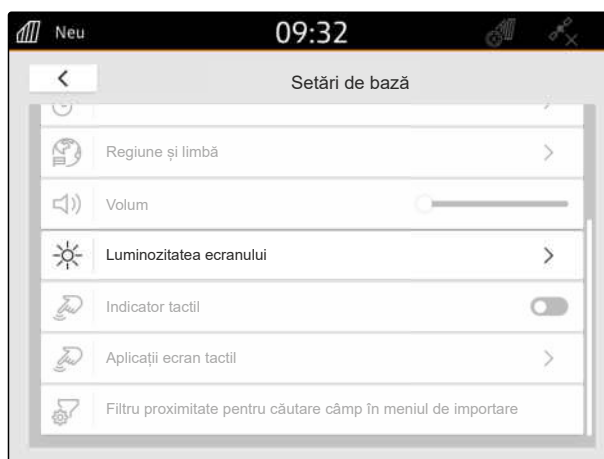 Neu
09:32
Setări de bază
Regiune și limbă
Volum
Luminozitatea ecranului
Indicator tactil
Aplicații ecran tactil
Filtru proximitate pentru căutare câmp în meniul de importare